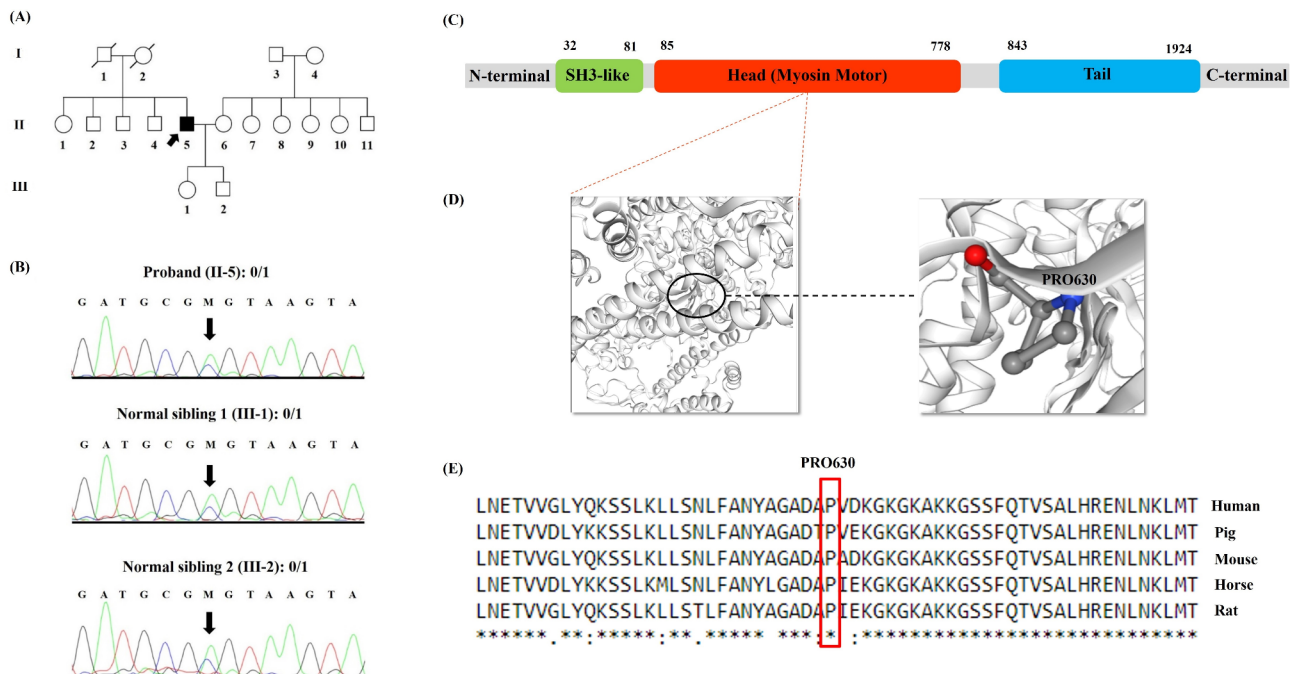 (A)
I
1 2 3 4
II
1 2 3 4 5 6 7 8 9 10 11
III
1 2
(B)
Proband (II-5): 0/1
G A T G C G M G T A A G T A
Normal sibling 1 (III-1): 0/1
G A T G C G M G T A A G T A
Normal sibling 2 (III-2): 0/1
G A T G C G M G T A A G T A
(C)
32 81 85 778 843 1924
N-terminal SH3-like Head (Myosin Motor) Tail C-terminal
(D)
PRO630
(E)
PRO630
LNETVVGLYQKSSLKLLSNLFANYAGADAPVDKGKGKAKKGSSFQTVSALHRENLNKLMT Human
LNETVVDLYKKSSLKLLSNLFANYAGADTPVEKGKGKAKKGSSFQTVSALHRENLNKLMT Pig
LNETVVGLYQKSSLKLLSNLFANYAGADAPADKGKGKAKKGSSFQTVSALHRENLNKLMT Mouse
LNETVVDLYKKSSLKMLSNLFANYLGADAPIEKGKGKAKKGSSFQTVSALHRENLNKLMT Horse
LNETVVGLYQKSSLKLLSTLFANYAGADAPIEKGKGKAKKGSSFQTVSALHRENLNKLMT Rat
******.**:*****:**.***** ***:* :****************************